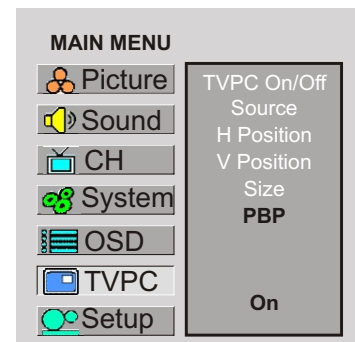 MAIN MENU
Picture
Sound
CH
System
OSD
TVPC
Setup
TVPC On/Off
Source
H Position
V Position
Size
PBP
On